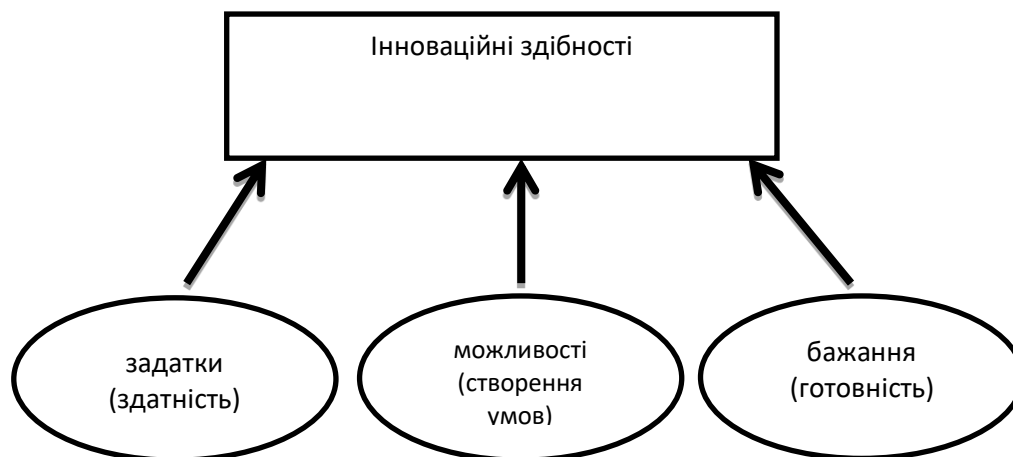 Інноваційні здібності
задатки
(здатність)
можливості
(створення
умов)
бажання
(готовність)